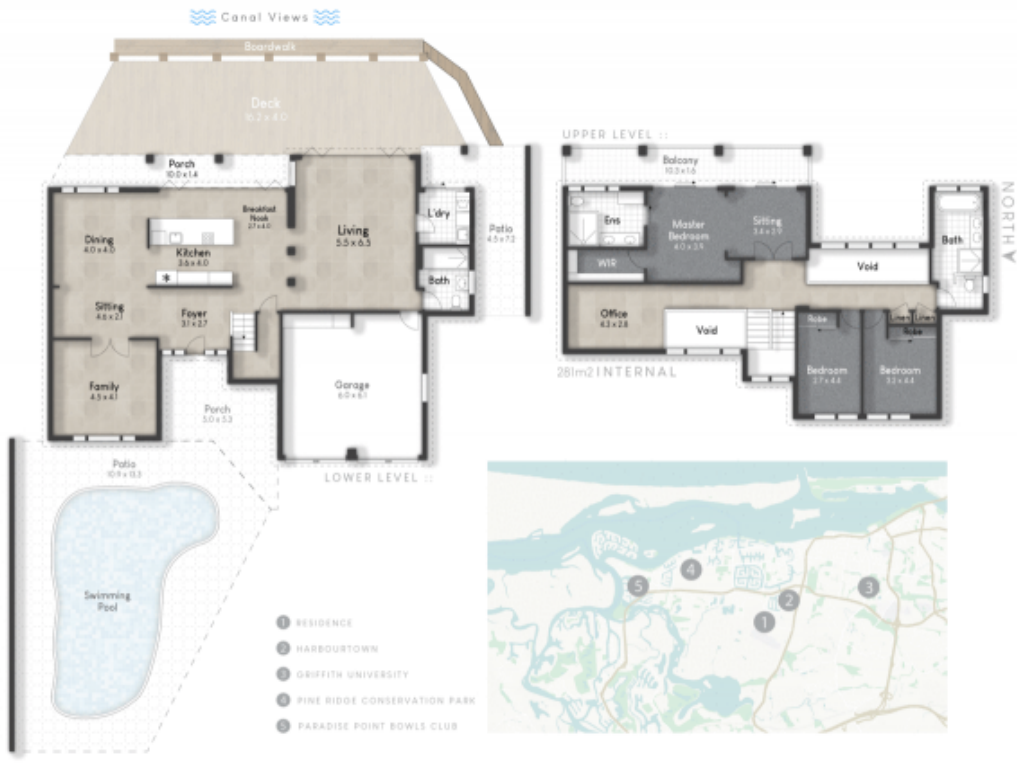 Canal Views
Boardwalk
Deck
16.2 x 4.0
Porch
10.0 x 1.4
Breakfast
Nook
2.7 x 4.0
L'dry
Living
5.5 x 6.5
Patio
4.5 x 7.2
Dining
4.0 x 4.0
Kitchen
3.6 x 4.0
Bath
Sitting
4.6 x 2.1
Foyer
3.1 x 2.7
Family
4.5 x 4.1
Garage
6.0 x 6.1
Porch
5.0 x 5.3
Patio
LOWER LEVEL ::
Swimming
Pool
UPPER LEVEL ::
Balcony
10.3 x 1.6
Ens
Master
Bedroom
4.0 x 3.9
Sitting
3.4 x 2.9
WIR
Void
Bath
NORTH
Office
4.3 x 2.8
Void
Robe
Linen
Linen
Robe
Bedroom
3.7 x 4.4
Bedroom
3.2 x 4.4
281m2 INTERNAL
1 RESIDENCE
2 HARBOURTOWN
3 GRIFFITH UNIVERSITY
4 PINE RIDGE CONSERVATION PARK
5 PARADISE POINT BOWLS CLUB
4
5
3
2
1